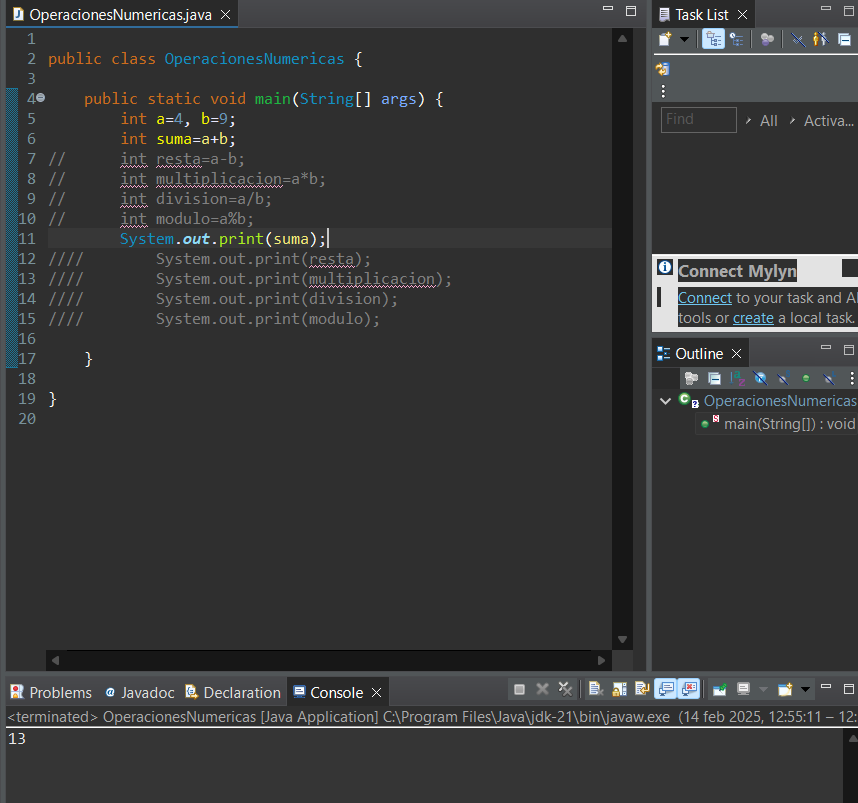 OperacionesNumericas.java
1
2 public class OperacionesNumericas {
3
4 public static void main(String[] args) {
5 int a=4, b=9;
6 int suma=a+b;
7 // int resta=a-b;
8 // int multiplicacion=a*b;
9 // int division=a/b;
10 // int modulo=a%b;
11 System.out.print(suma);
12 //// System.out.print(resta);
13 //// System.out.print(multiplicacion);
14 //// System.out.print(division);
15 //// System.out.print(modulo);
16
17 }
18
19 }
20
Task List
Find All Activa...
Connect Mylyn
Connect to your task and Al
tools or create a local task.
Outline
OperacionesNumericas
main(String[]) : void
Problems Javadoc Declaration Console
<terminated> OperacionesNumericas [Java Application] C:\Program Files\Java\jdk-21\bin\javaw.exe (14 feb 2025, 12:55:11 – 12:
13